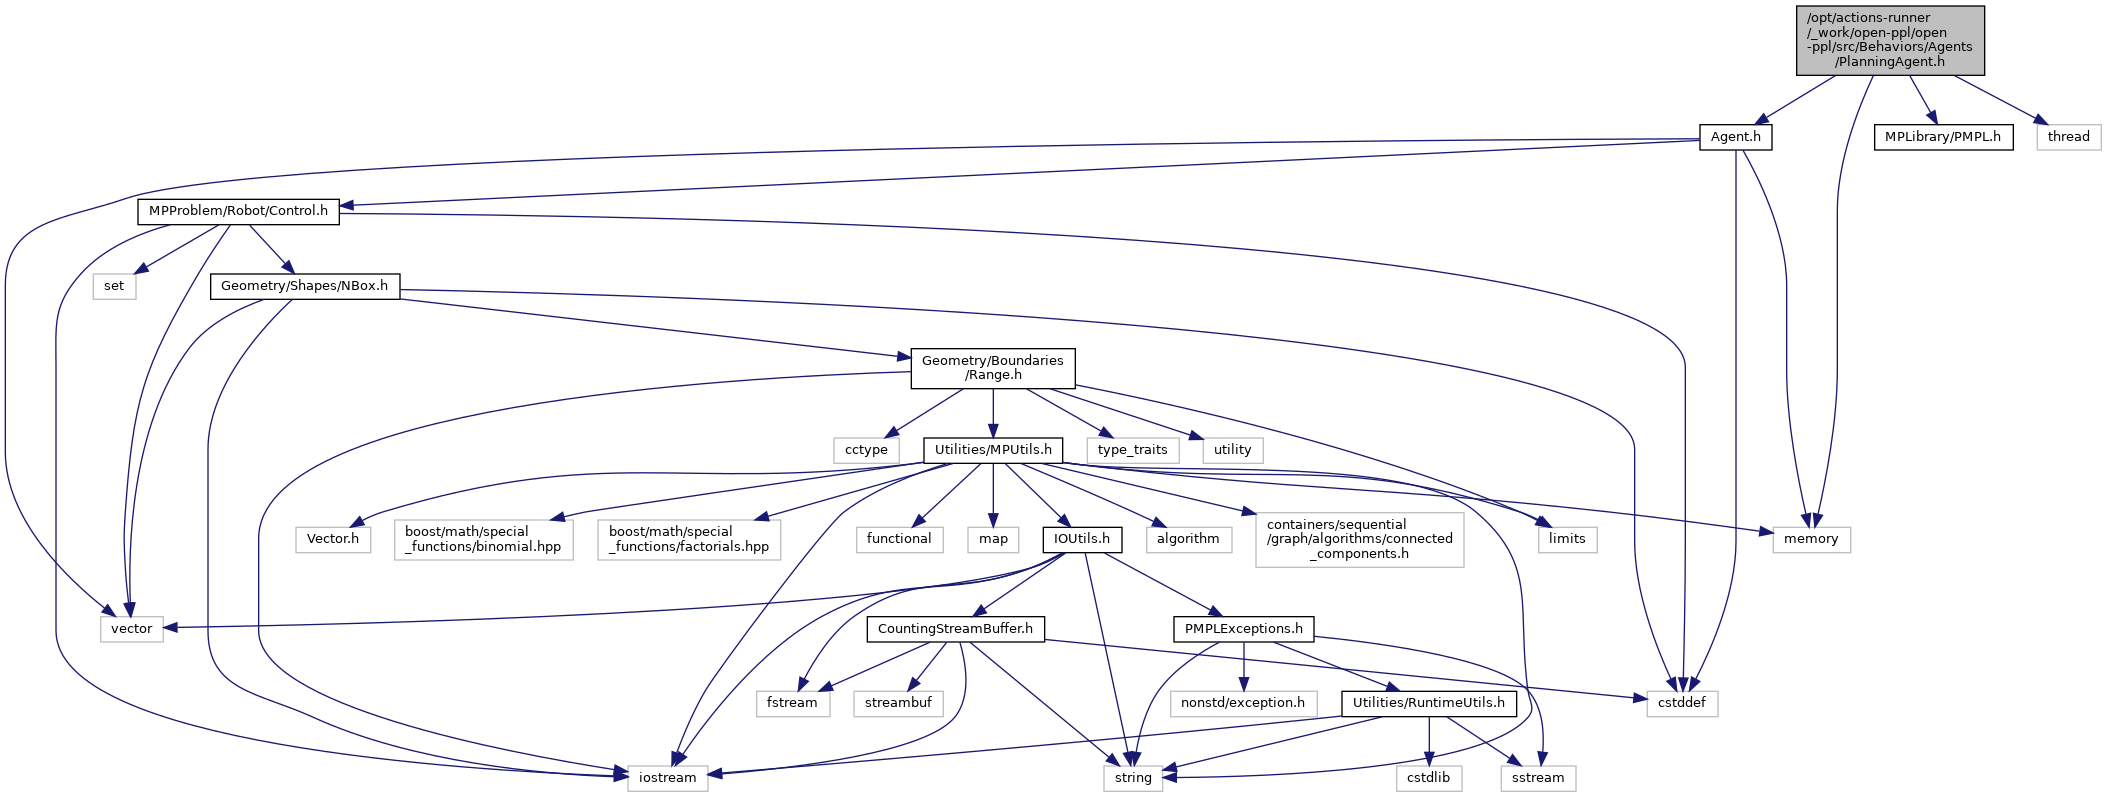 /opt/actions-runner
/_work/open-ppl/open
-ppl/src/Behaviors/Agents
/PlanningAgent.h
Agent.h
MPLibrary/PMPL.h
thread
MPProblem/Robot/Control.h
set
Geometry/Shapes/NBox.h
Geometry/Boundaries
/Range.h
cctype
Utilities/MPUtils.h
type_traits
utility
Vector.h
boost/math/special
_functions/binomial.hpp
boost/math/special
_functions/factorials.hpp
functional
map
IOUtils.h
algorithm
containers/sequential
/graph/algorithms/connected
_components.h
limits
memory
vector
CountingStreamBuffer.h
PMPLExceptions.h
fstream
streambuf
nonstd/exception.h
Utilities/RuntimeUtils.h
cstddef
iostream
string
cstdlib
sstream